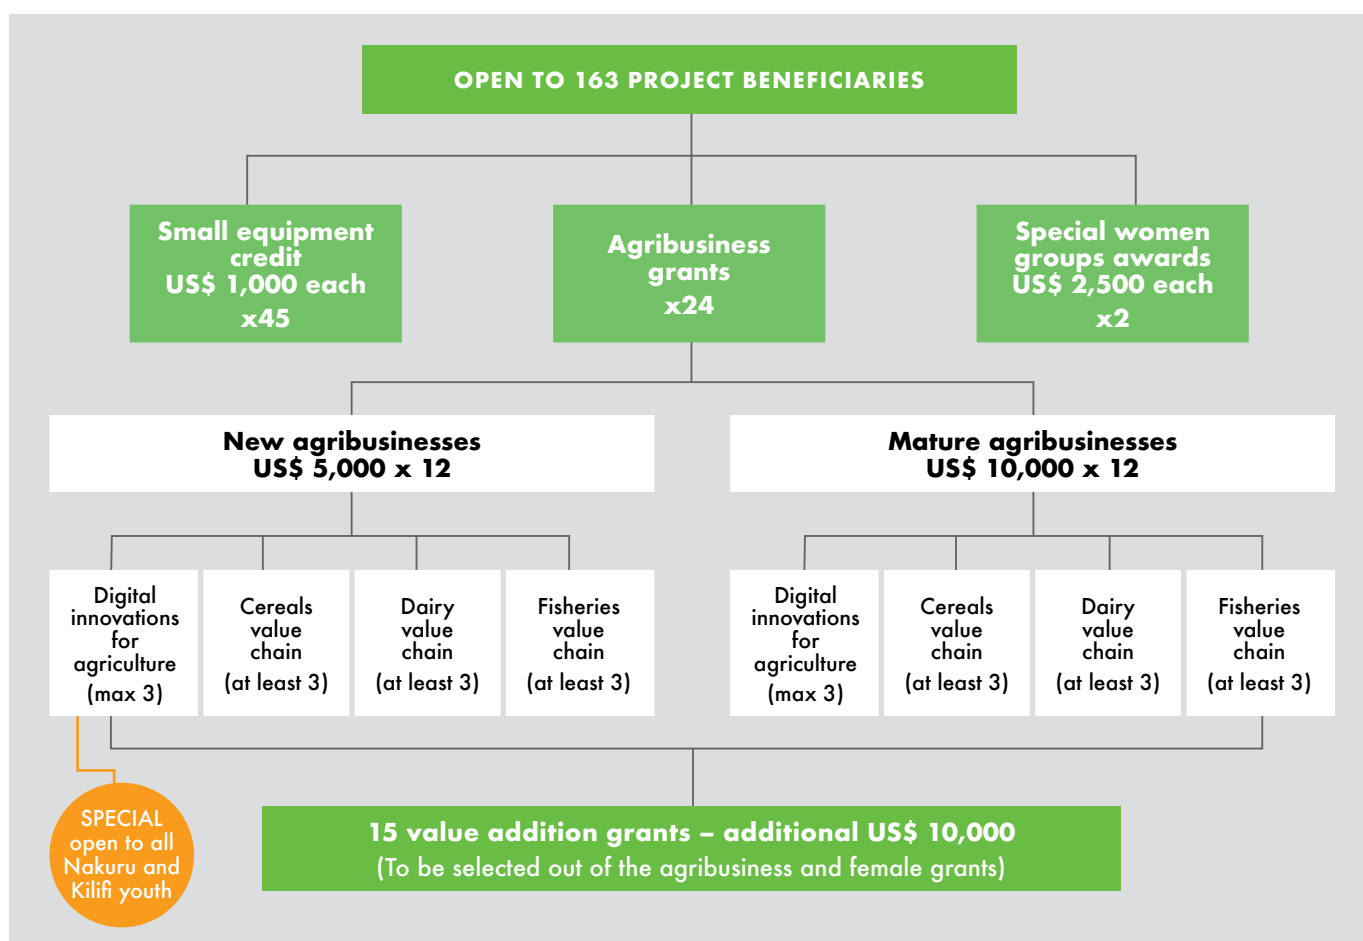 OPEN TO 163 PROJECT BENEFICIARIES
Small equipment
credit
US$ 1,000 each
x45
Agribusiness
grants
x24
Special women
groups awards
US$ 2,500 each
x2
New agribusinesses
US$ 5,000 x 12
Mature agribusinesses
US$ 10,000 x 12
Digital
innovations
for
agriculture
(max 3)
Cereals
value
chain
(at least 3)
Dairy
value
chain
(at least 3)
Fisheries
value
chain
(at least 3)
Digital
innovations
for
agriculture
(max 3)
Cereals
value
chain
(at least 3)
Dairy
value
chain
(at least 3)
Fisheries
value
chain
(at least 3)
SPECIAL
open to all
Nakuru and
Kilifi youth
15 value addition grants – additional US$ 10,000
(To be selected out of the agribusiness and female grants)